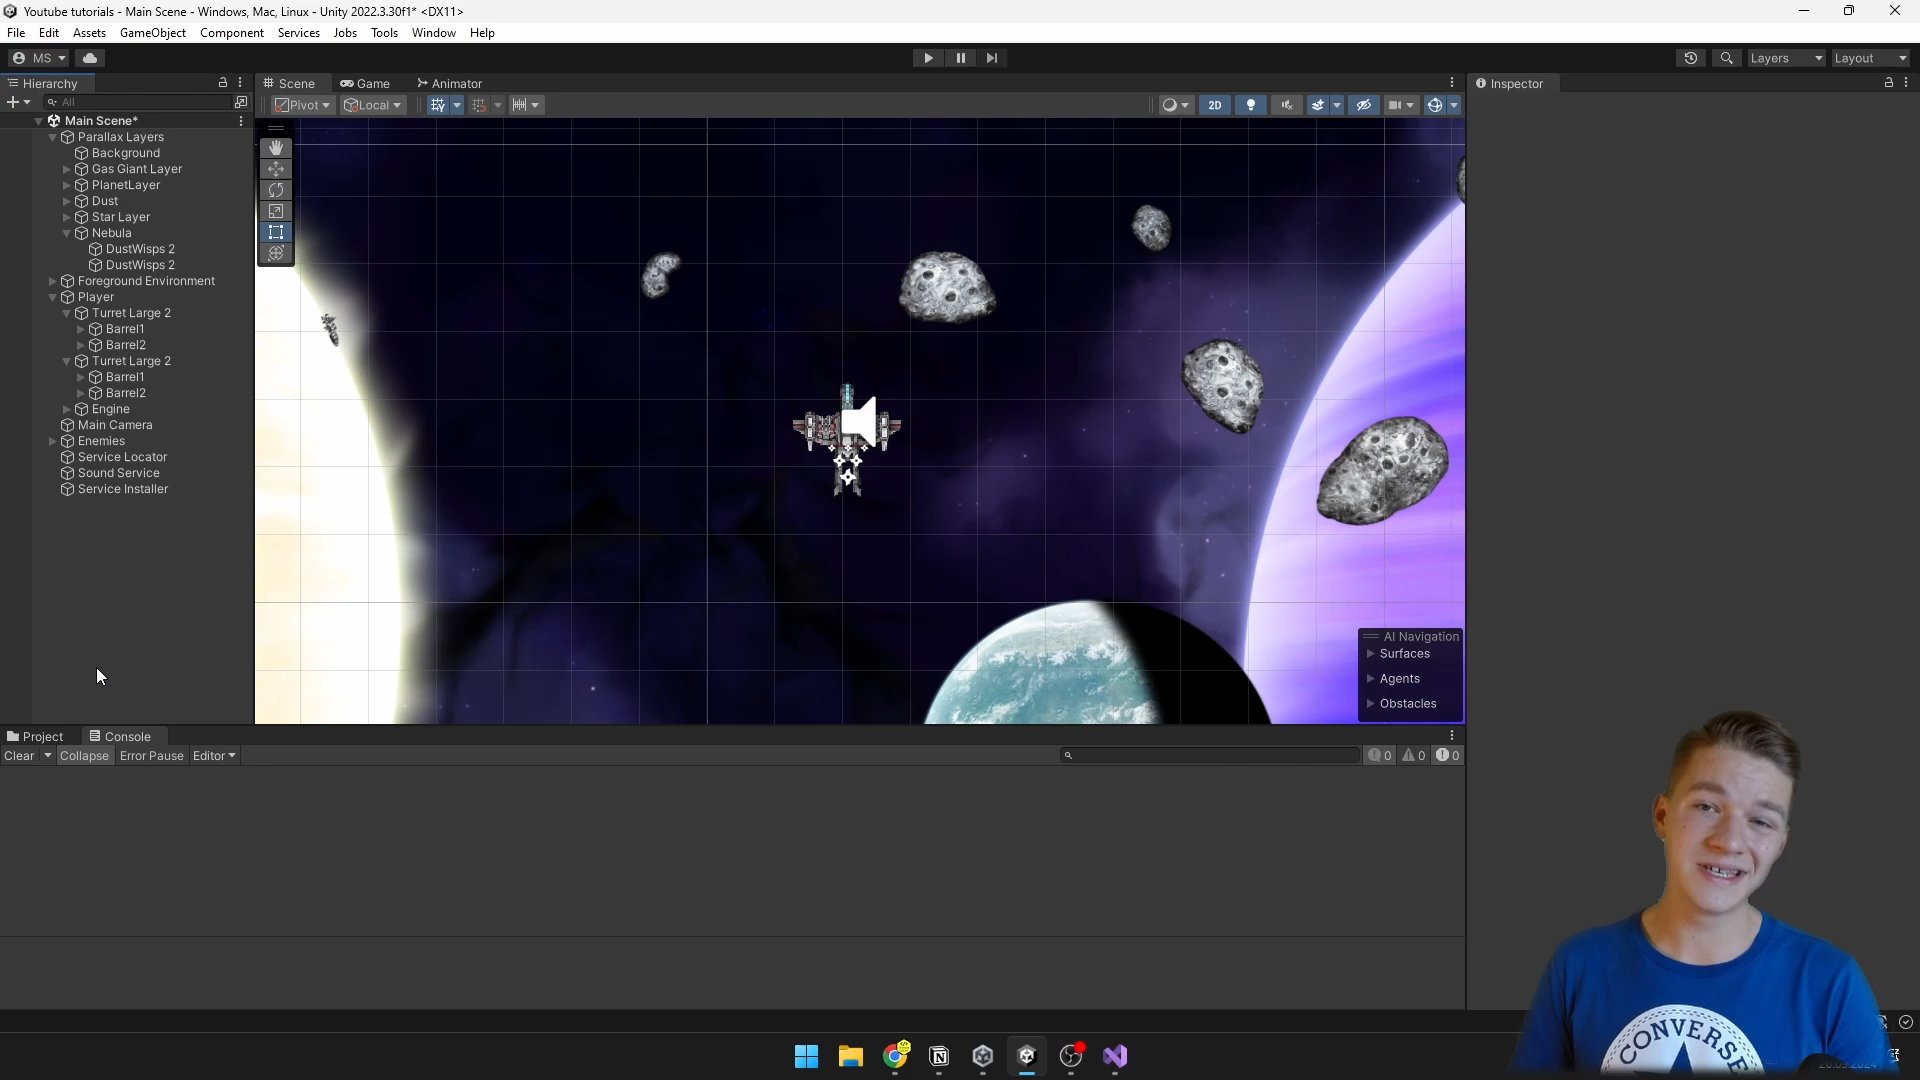 Youtube tutorials - Main Scene - Windows, Mac, Linux - Unity 2022.3.30f1* <DX11>
File Edit Assets GameObject Component Services Jobs Tools Window Help
MS Layers Layout
Hierarchy Scene Game Animator Inspector
All Pivot Local 2D
Main Scene*
Parallax Layers
Background
Gas Giant Layer
PlanetLayer
Dust
Star Layer
Nebula
DustWisps 2
DustWisps 2
Foreground Environment
Player
Turret Large 2
Barrel1
Barrel2
Turret Large 2
Barrel1
Barrel2
Engine
Main Camera
Enemies
Service Locator
Sound Service
Service Installer
AI Navigation
Surfaces
Agents
Obstacles
Project Console
Clear Collapse Error Pause Editor 0 0 0
CONVERSE